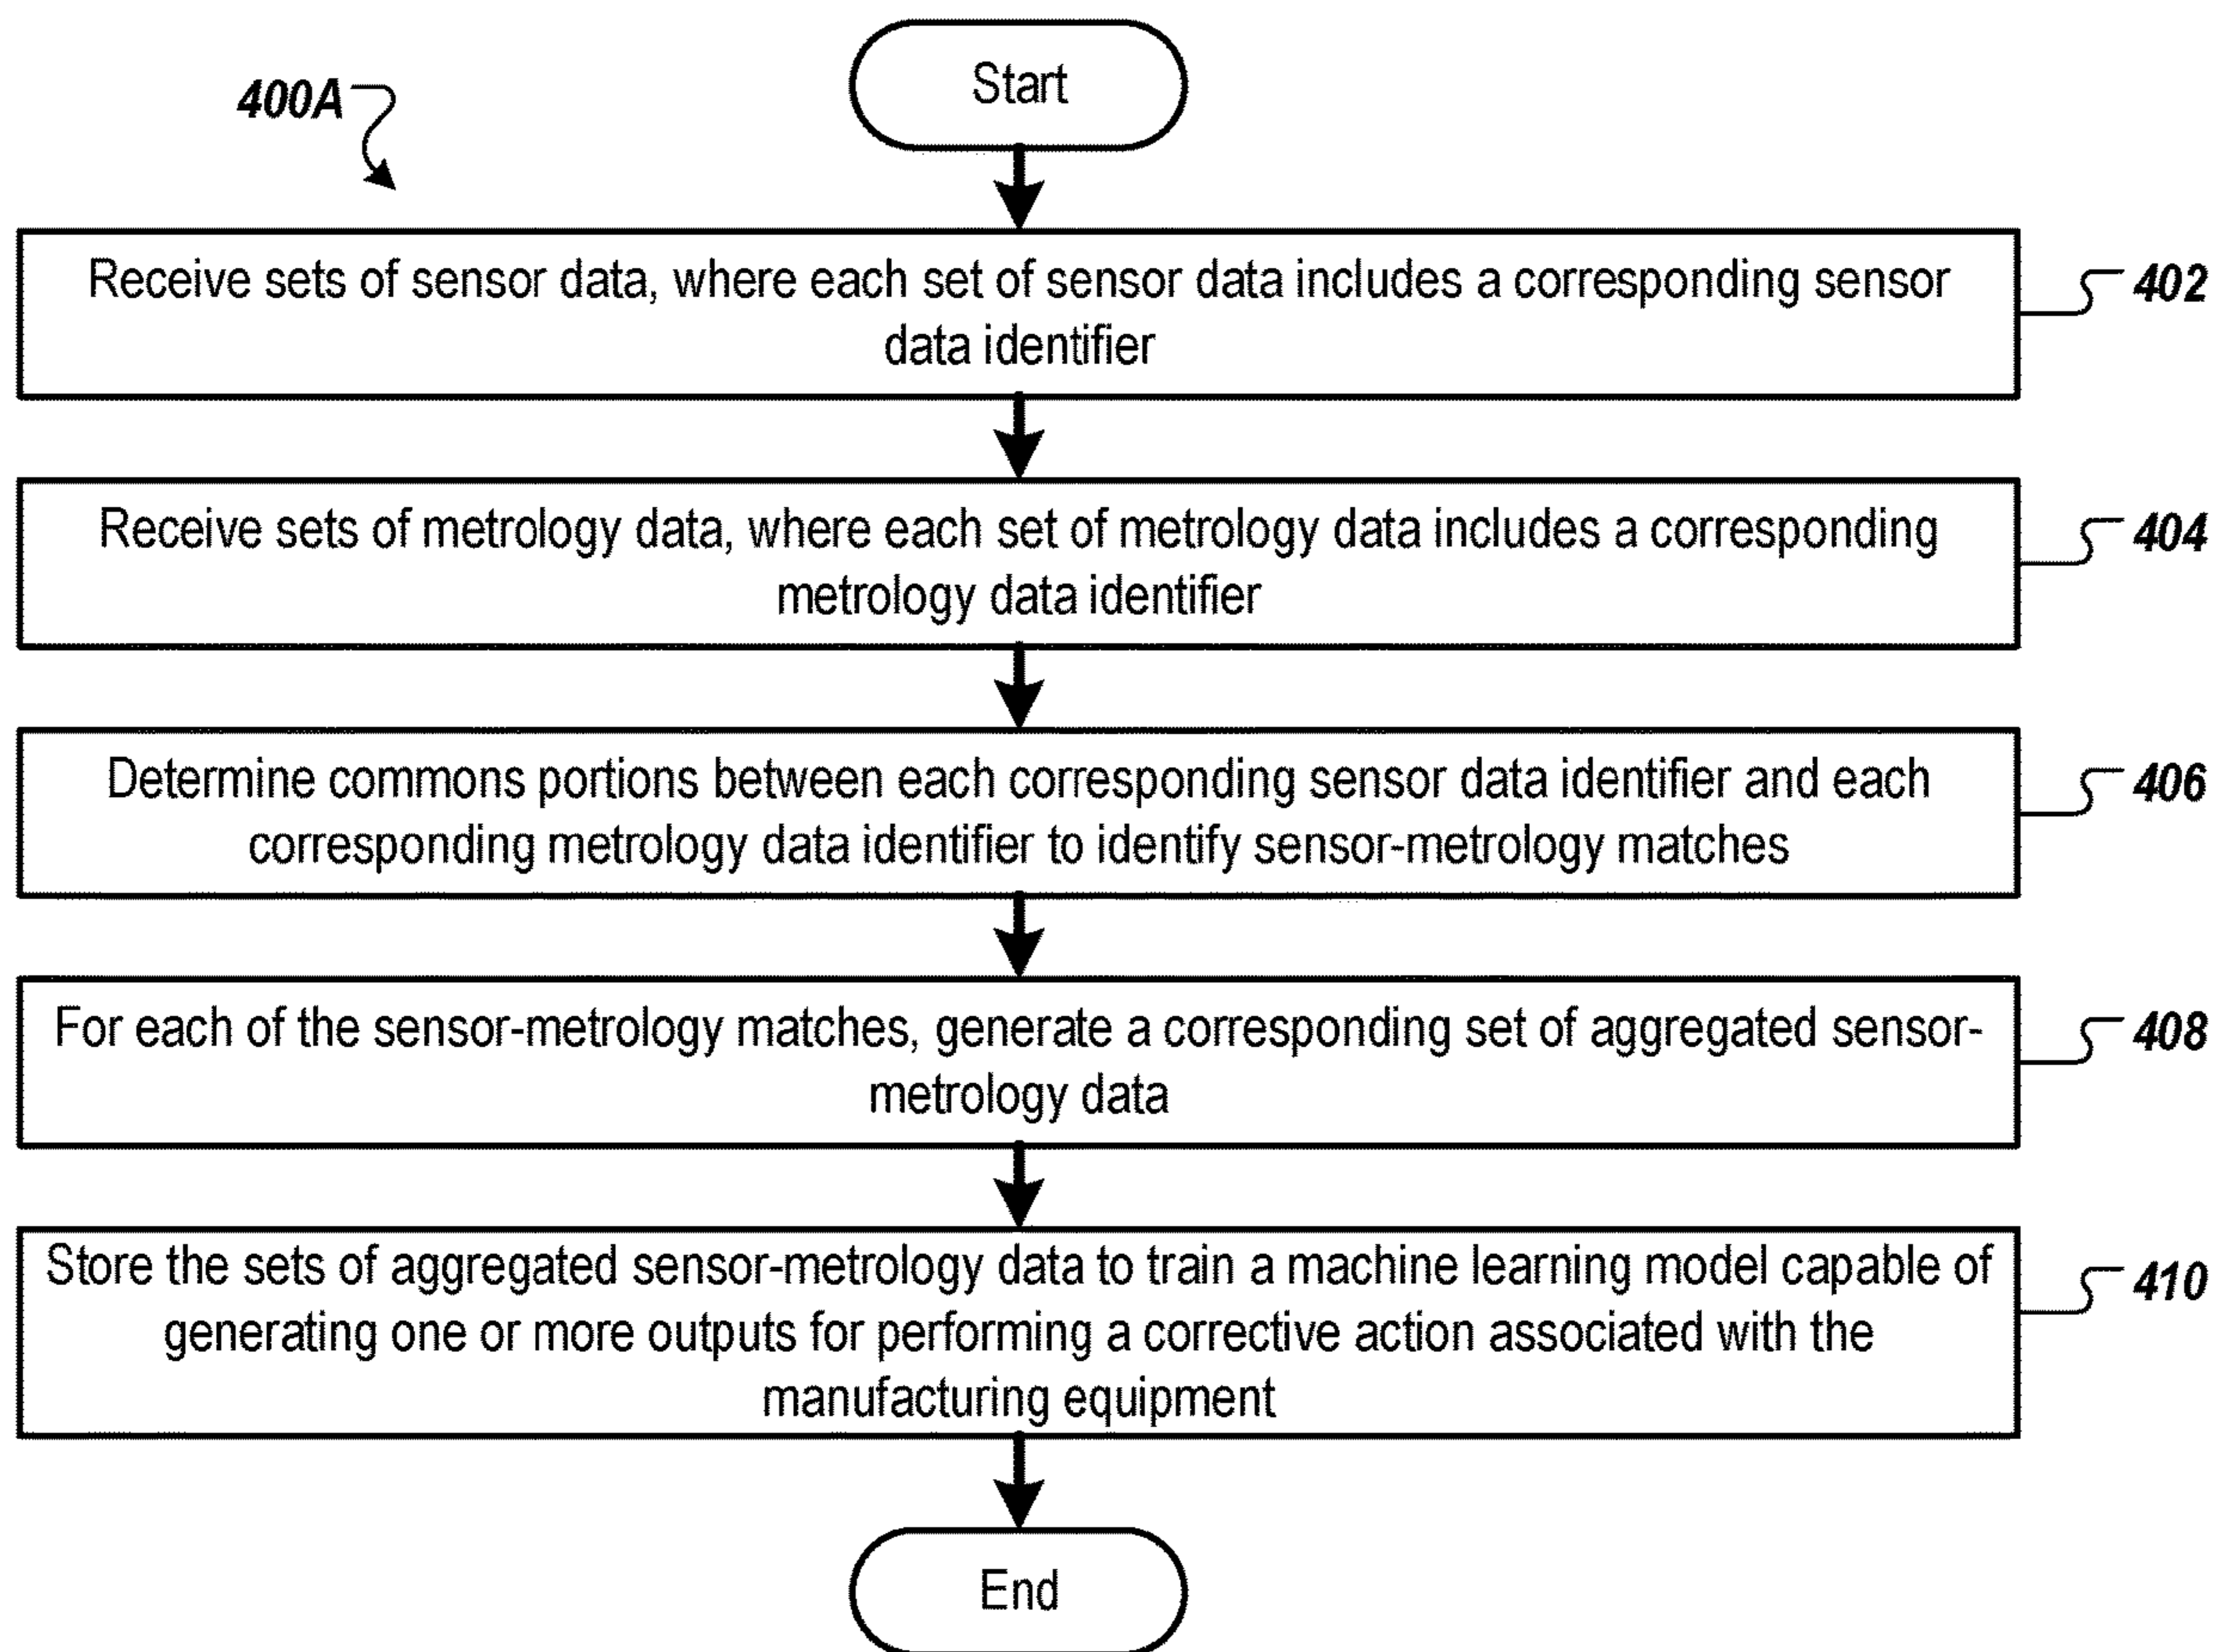 Start
400A
Receive sets of sensor data, where each set of sensor data includes a corresponding sensor
data identifier
402
Receive sets of metrology data, where each set of metrology data includes a corresponding
metrology data identifier
404
Determine commons portions between each corresponding sensor data identifier and each
corresponding metrology data identifier to identify sensor-metrology matches
406
For each of the sensor-metrology matches, generate a corresponding set of aggregated sensor-
metrology data
408
Store the sets of aggregated sensor-metrology data to train a machine learning model capable of
generating one or more outputs for performing a corrective action associated with the
manufacturing equipment
410
End